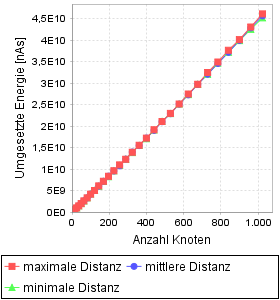 4,5E10
4E10
3,5E10
3E10
2,5E10
2E10
1,5E10
1E10
5E9
0E0
Umgesetzte Energie [nAs]
0 200 400 600 800 1.000
Anzahl Knoten
maximale Distanz mittlere Distanz
minimale Distanz